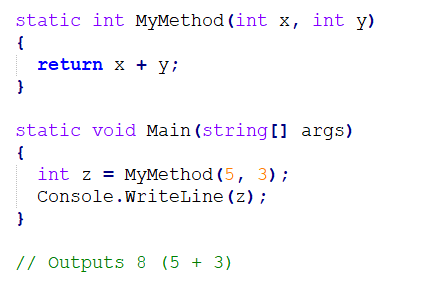 static int MyMethod(int x, int y)
{
  return x + y;
}

static void Main(string[] args)
{
  int z = MyMethod(5, 3);
  Console.WriteLine(z);
}

// Outputs 8 (5 + 3)